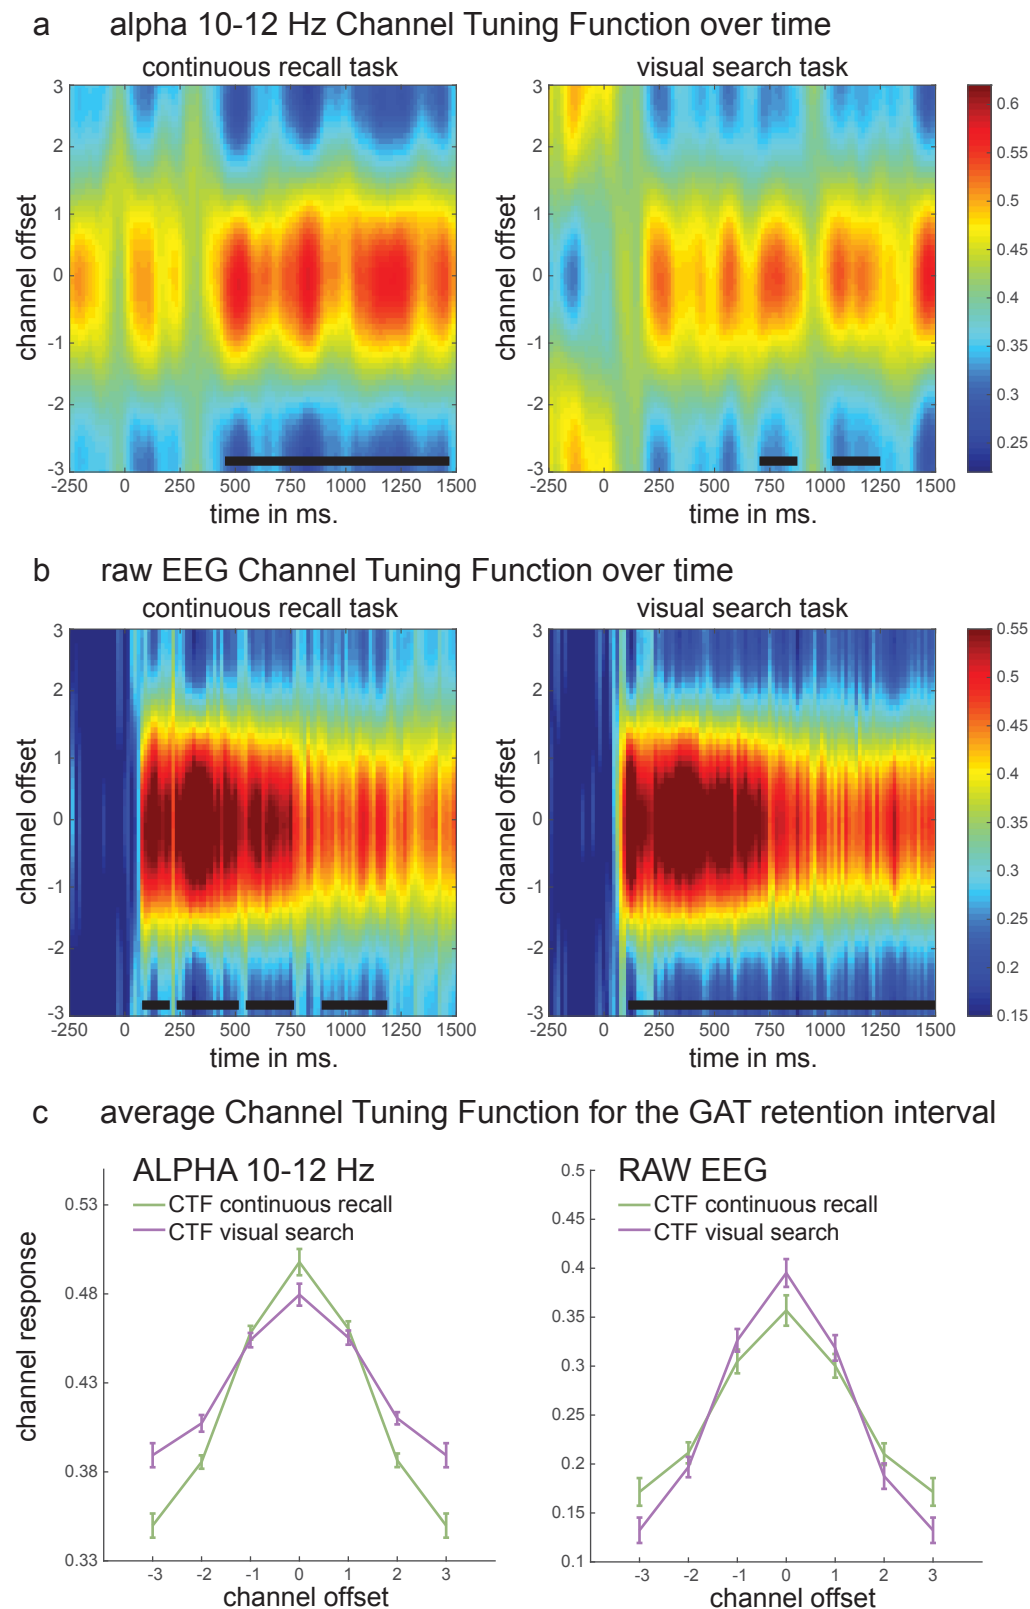 a alpha 10-12 Hz Channel Tuning Function over time
continuous recall task
visual search task
channel offset
3
2
1
0
-1
-2
-3
-250 0 250 500 750 1000 1250 1500
time in ms.
channel offset
3
2
1
0
-1
-2
-3
-250 0 250 500 750 1000 1250 1500
time in ms.
0.6
0.55
0.5
0.45
0.4
0.35
0.3
0.25
b raw EEG Channel Tuning Function over time
continuous recall task
visual search task
channel offset
3
2
1
0
-1
-2
-3
-250 0 250 500 750 1000 1250 1500
time in ms.
channel offset
3
2
1
0
-1
-2
-3
-250 0 250 500 750 1000 1250 1500
time in ms.
0.55
0.5
0.45
0.4
0.35
0.3
0.25
0.2
0.15
c average Channel Tuning Function for the GAT retention interval
ALPHA 10-12 Hz
CTF continuous recall
CTF visual search
channel response
0.53
0.48
0.43
0.38
0.33
-3 -2 -1 0 1 2 3
channel offset
RAW EEG
CTF continuous recall
CTF visual search
0.5
0.45
0.4
0.35
0.3
0.25
0.2
0.15
0.1
-3 -2 -1 0 1 2 3
channel offset